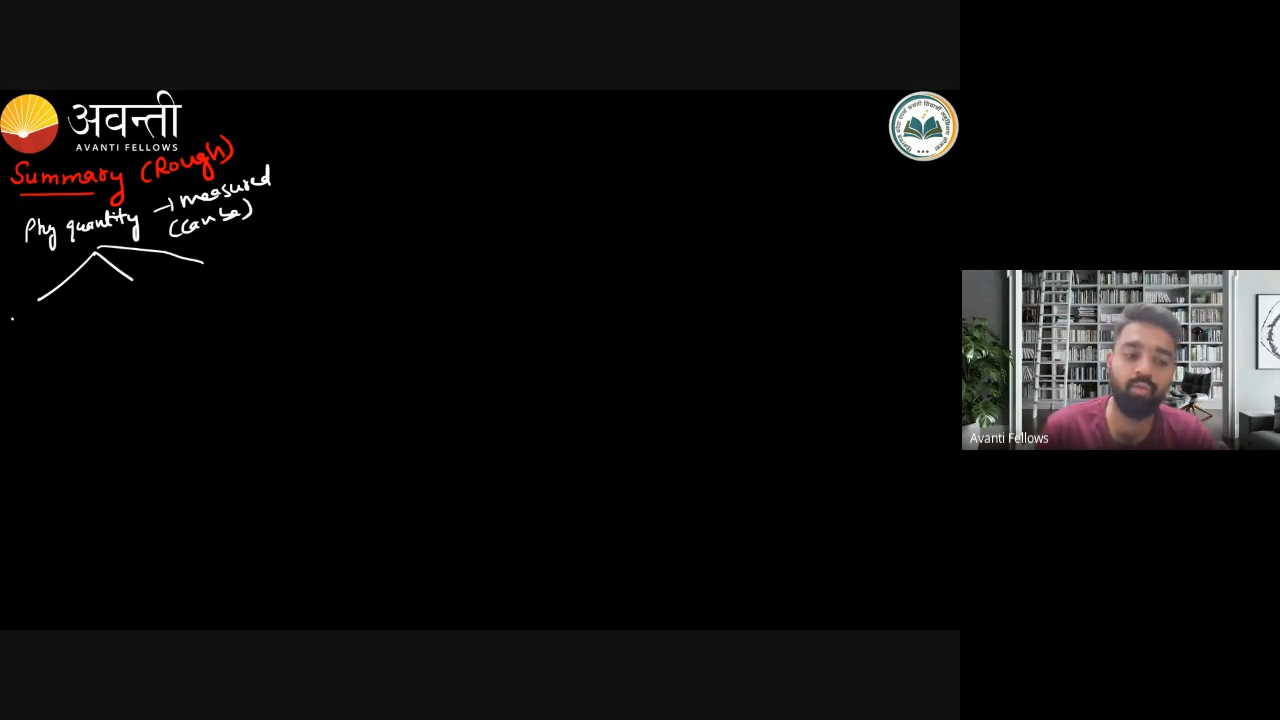 अवन्ती
AVANTI FELLOWS
Summary (Rough)
Phy quantity → measured
(can be)
Avanti Fellows